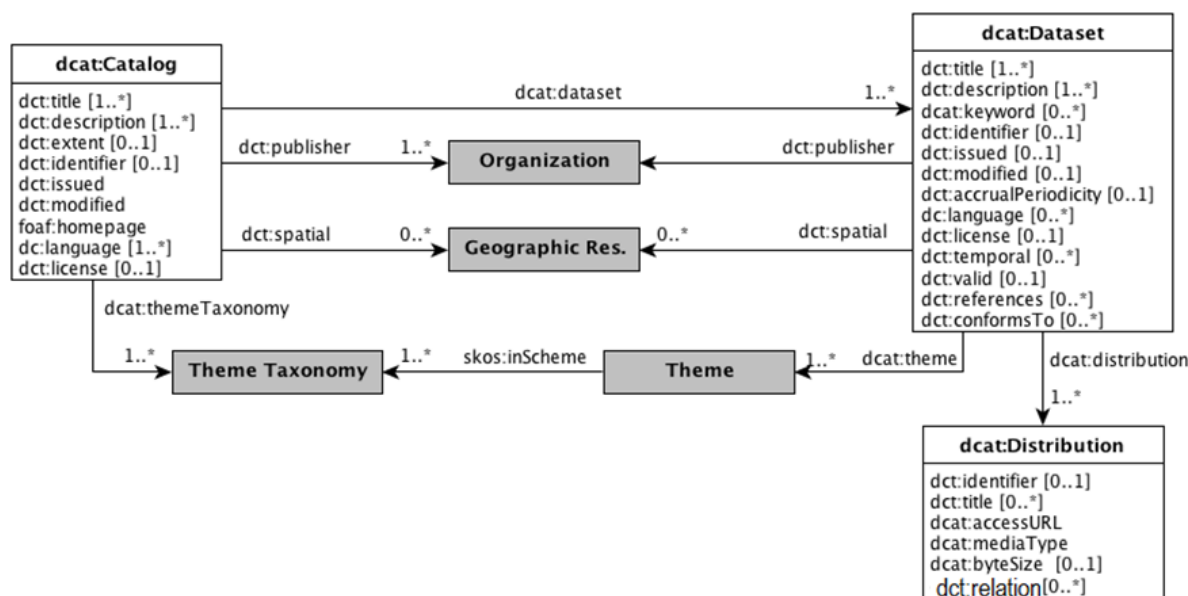 dcat:Catalog
dct:title [1..*]
dct:description [1..*]
dct:extent [0..1]
dct:identifier [0..1]
dct:issued
dct:modified
foaf:homepage
dc:language [1..*]
dct:license [0..1]
dcat:dataset 1..*
dct:publisher 1..*
Organization
dct:publisher
dct:spatial 0..*
Geographic Res.
0..* dct:spatial
dcat:Dataset
dct:title [1..*]
dct:description [1..*]
dcat:keyword [0..*]
dct:identifier [0..1]
dct:issued [0..1]
dct:modified [0..1]
dct:accrualPeriodicity [0..1]
dc:language [0..*]
dct:license [0..1]
dct:temporal [0..*]
dct:valid [0..1]
dct:references [0..*]
dct:conformsTo [0..*]
dcat:themeTaxonomy
1..*
Theme Taxonomy
1..* skos:inScheme
Theme
1..* dcat:theme
dcat:distribution
1..*
dcat:Distribution
dct:identifier [0..1]
dct:title [0..*]
dcat:accessURL
dcat:mediaType
dcat:byteSize [0..1]
dct:relation[0..*]